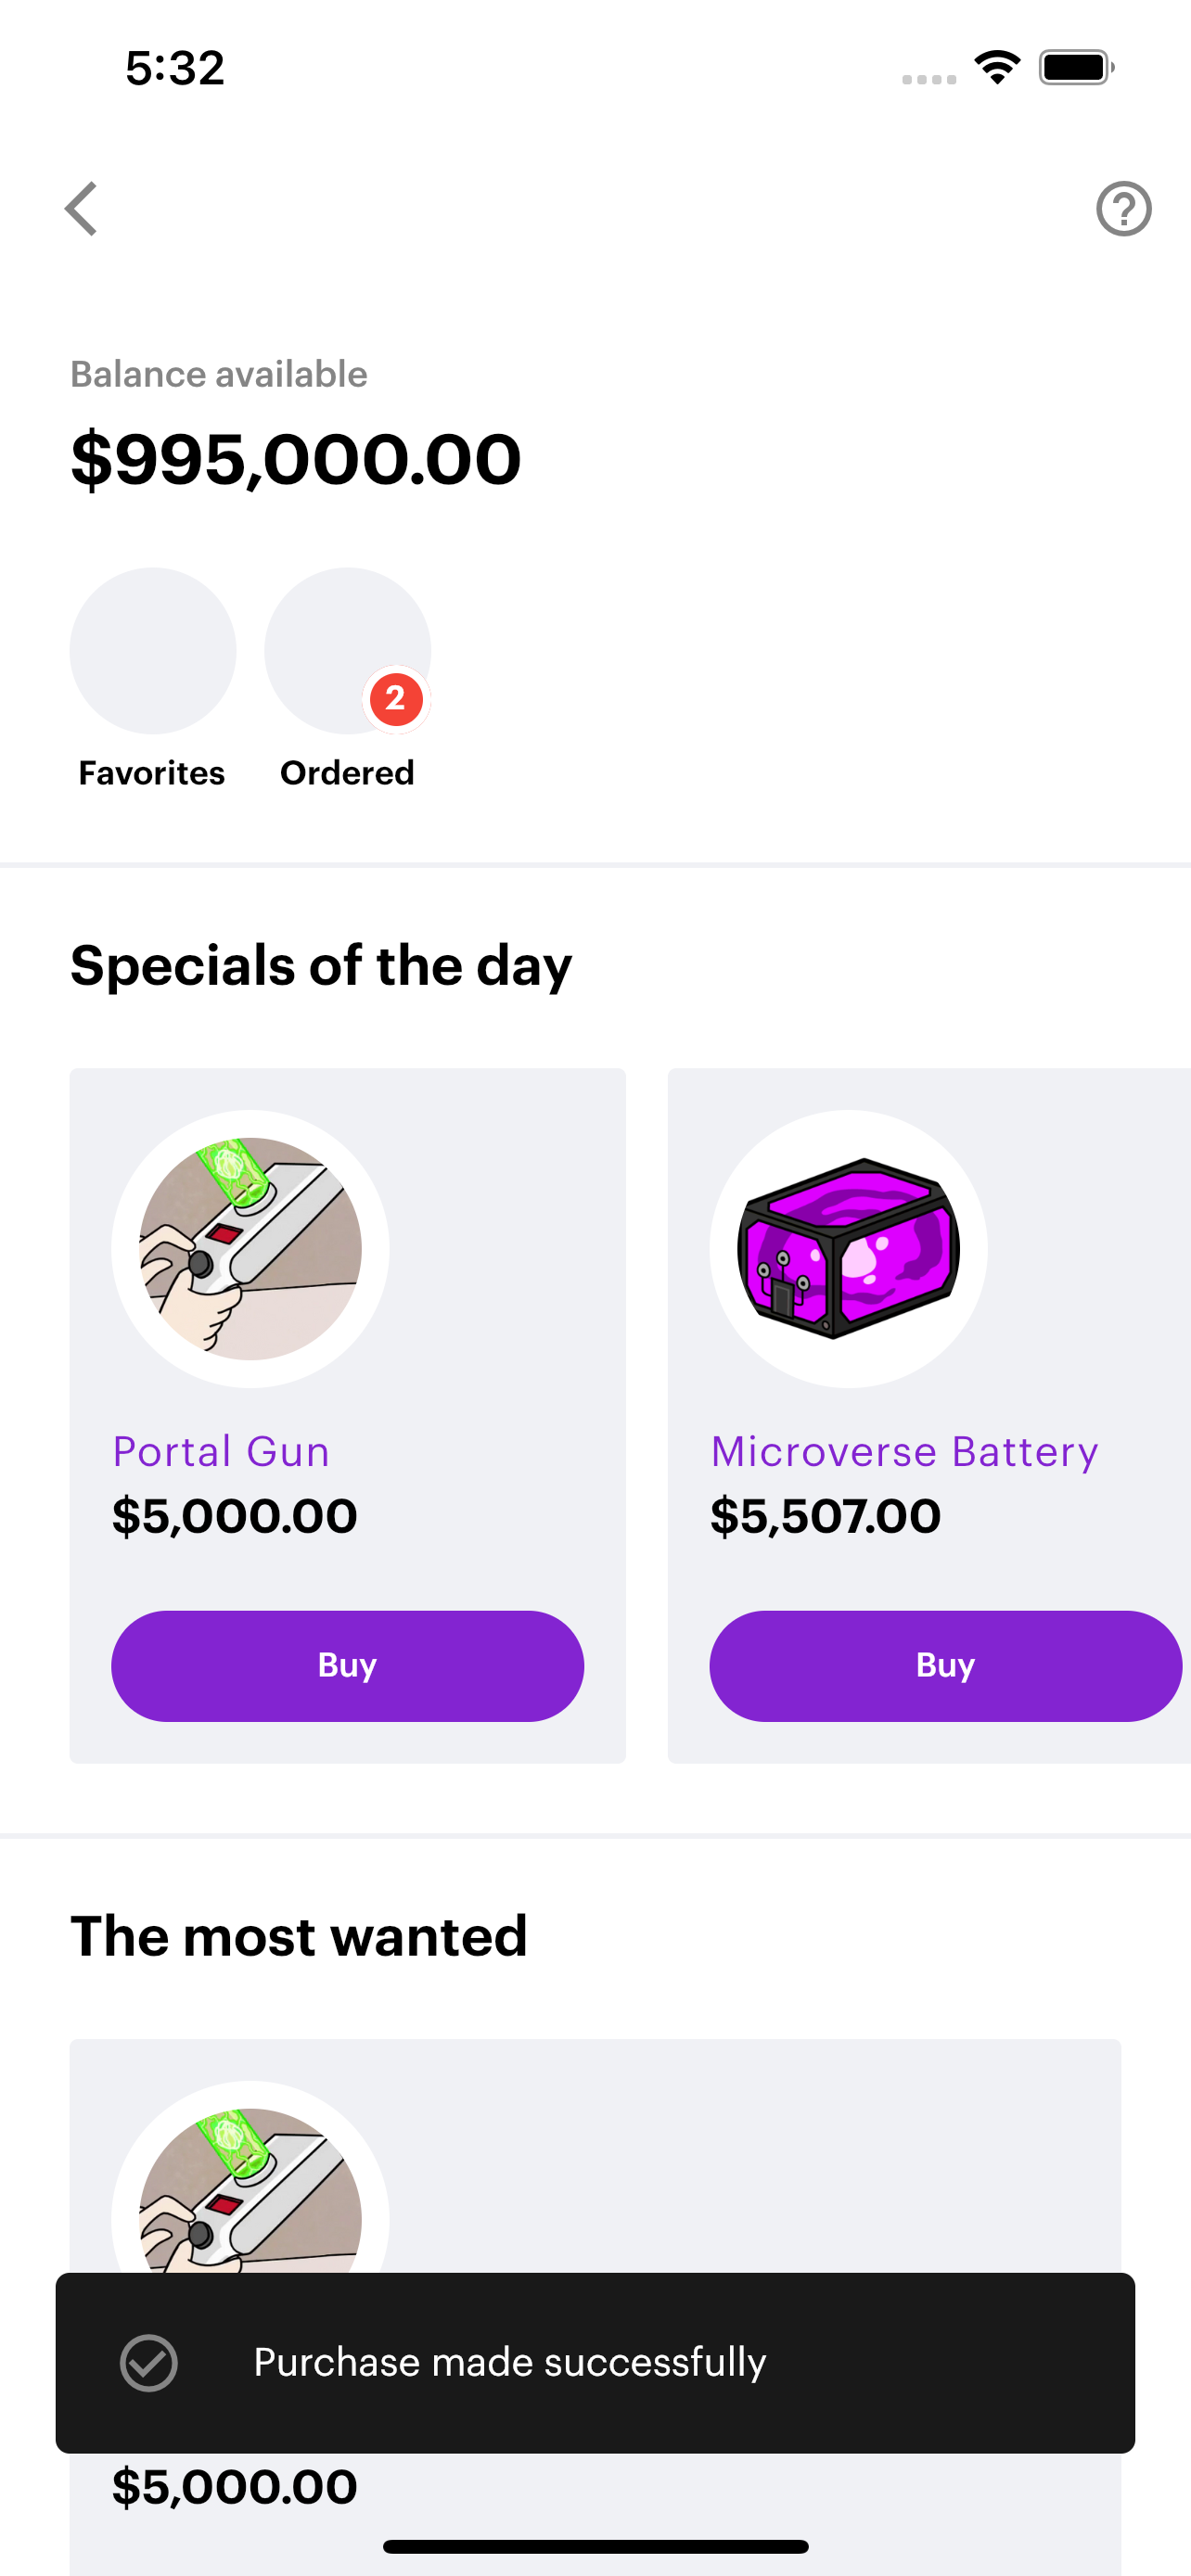 5:32
Balance available
$995,000.00
2
Favorites
Ordered
Specials of the day
Portal Gun
$5,000.00
Buy
Microverse Battery
$5,507.00
Buy
The most wanted
Purchase made successfully
$5,000.00